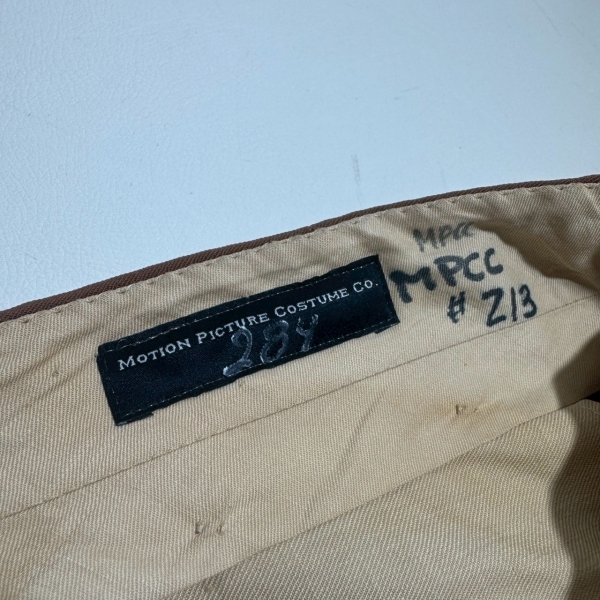 MOTION PICTURE COSTUME CO.
284
MPCC
MPCC
# 213